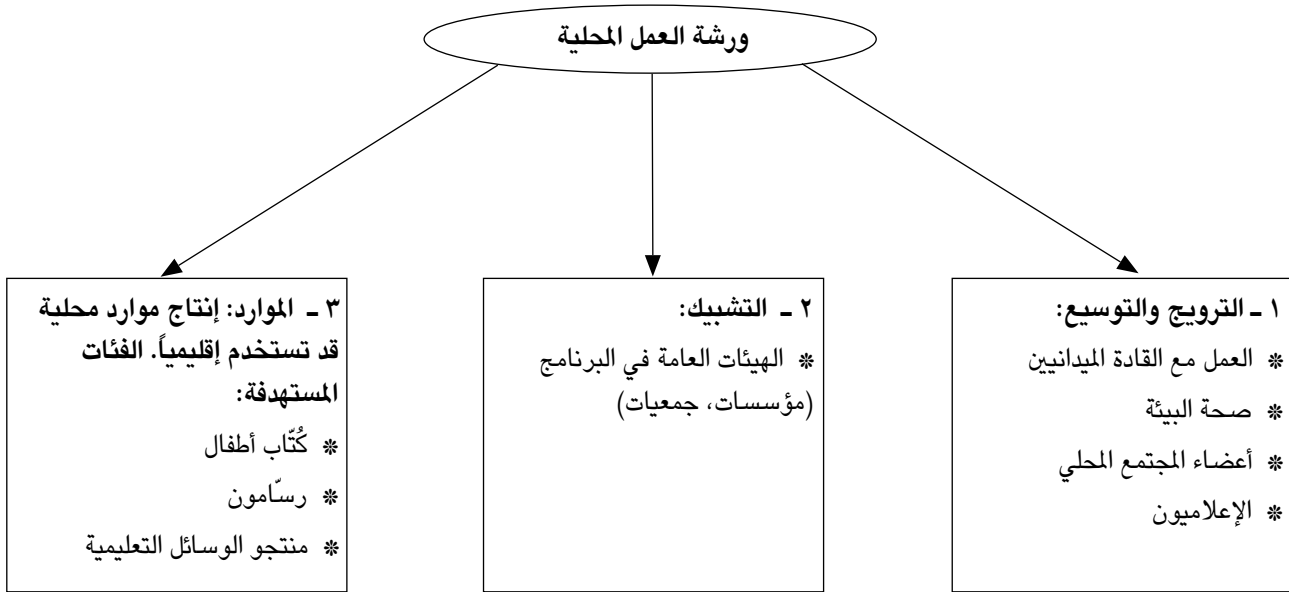 ورشة العمل المحلية
١ ـ الترويج والتوسيع:
❊ العمل مع القادة الميدانيين
❊ صحة البيئة
❊ أعضاء المجتمع المحلي
❊ الإعلاميون
٢ ـ التشبيك:
❊ الهيئات العامة في البرنامج
(مؤسسات، جمعيات)
٣ ـ الموارد: إنتاج موارد محلية
قد تستخدم إقليمياً. الفئات
المستهدفة:
❊ كُتّاب أطفال
❊ رسّامون
❊ منتجو الوسائل التعليمية